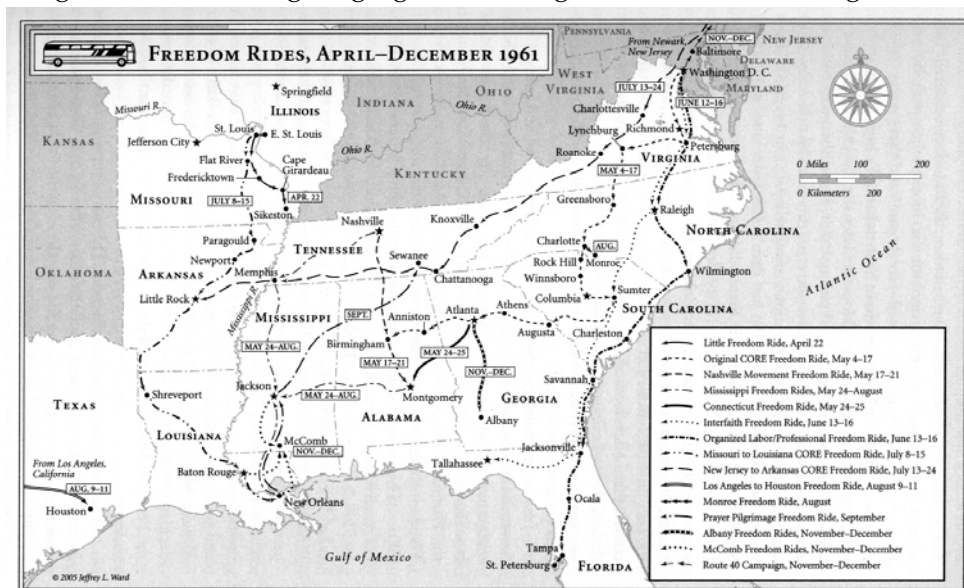 FREEDOM RIDES, APRIL–DECEMBER 1961
PENNSYLVANIA
From Newark,
New Jersey
NOV.–DEC.
NEW JERSEY
Baltimore
DELAWARE
Washington D. C.
MARYLAND
WEST
VIRGINIA
OHIO
INDIANA
Ohio R.
Springfield
ILLINOIS
Missouri R.
KANSAS
Jefferson City
St. Louis
E. St. Louis
Ohio R.
KENTUCKY
JULY 13–24
JUNE 12–16
Charlottesville
Lynchburg
Richmond
Petersburg
Roanoke
VIRGINIA
MAY 4–17
Flat River
Cape
Girardeau
Fredericktown
MISSOURI
APR. 22
JULY 8–15
Sikeston
0 Miles 100 200
0 Kilometers 200
Greensboro
Raleigh
NORTH CAROLINA
Nashville
Knoxville
Paragould
TENNESSEE
Newport
Sewanee
Charlotte
AUG.
Monroe
Rock Hill
Winnsboro
OKLAHOMA
ARKANSAS
Memphis
Chattanooga
Wilmington
Atlantic Ocean
Little Rock
Mississippi R.
Columbia
Sumter
SOUTH CAROLINA
MISSISSIPPI
SEPT.
Anniston
Atlanta
Athens
Augusta
Charleston
Birmingham
MAY 24–AUG.
MAY 17–21
MAY 24–25
NOV.–DEC.
Savannah
Jackson
MAY 24–AUG.
Montgomery
GEORGIA
ALABAMA
Albany
TEXAS
Shreveport
LOUISIANA
McComb
NOV.–DEC.
Jacksonville
Tallahassee
Baton Rouge
From Los Angeles,
California
AUG. 9–11
Houston
New Orleans
Ocala
Gulf of Mexico
Tampa
St. Petersburg
FLORIDA
Little Freedom Ride, April 22
Original CORE Freedom Ride, May 4–17
Nashville Movement Freedom Ride, May 17–21
Mississippi Freedom Rides, May 24–August
Connecticut Freedom Ride, May 24–25
Interfaith Freedom Ride, June 13–16
Organized Labor/Professional Freedom Ride, June 13–16
Missouri to Louisiana CORE Freedom Ride, July 8–15
New Jersey to Arkansas CORE Freedom Ride, July 13–24
Los Angeles to Houston Freedom Ride, August 9–11
Monroe Freedom Ride, August
Prayer Pilgrimage Freedom Ride, September
Albany Freedom Rides, November–December
McComb Freedom Rides, November–December
Route 40 Campaign, November–December
© 2005 Jeffrey L. Ward